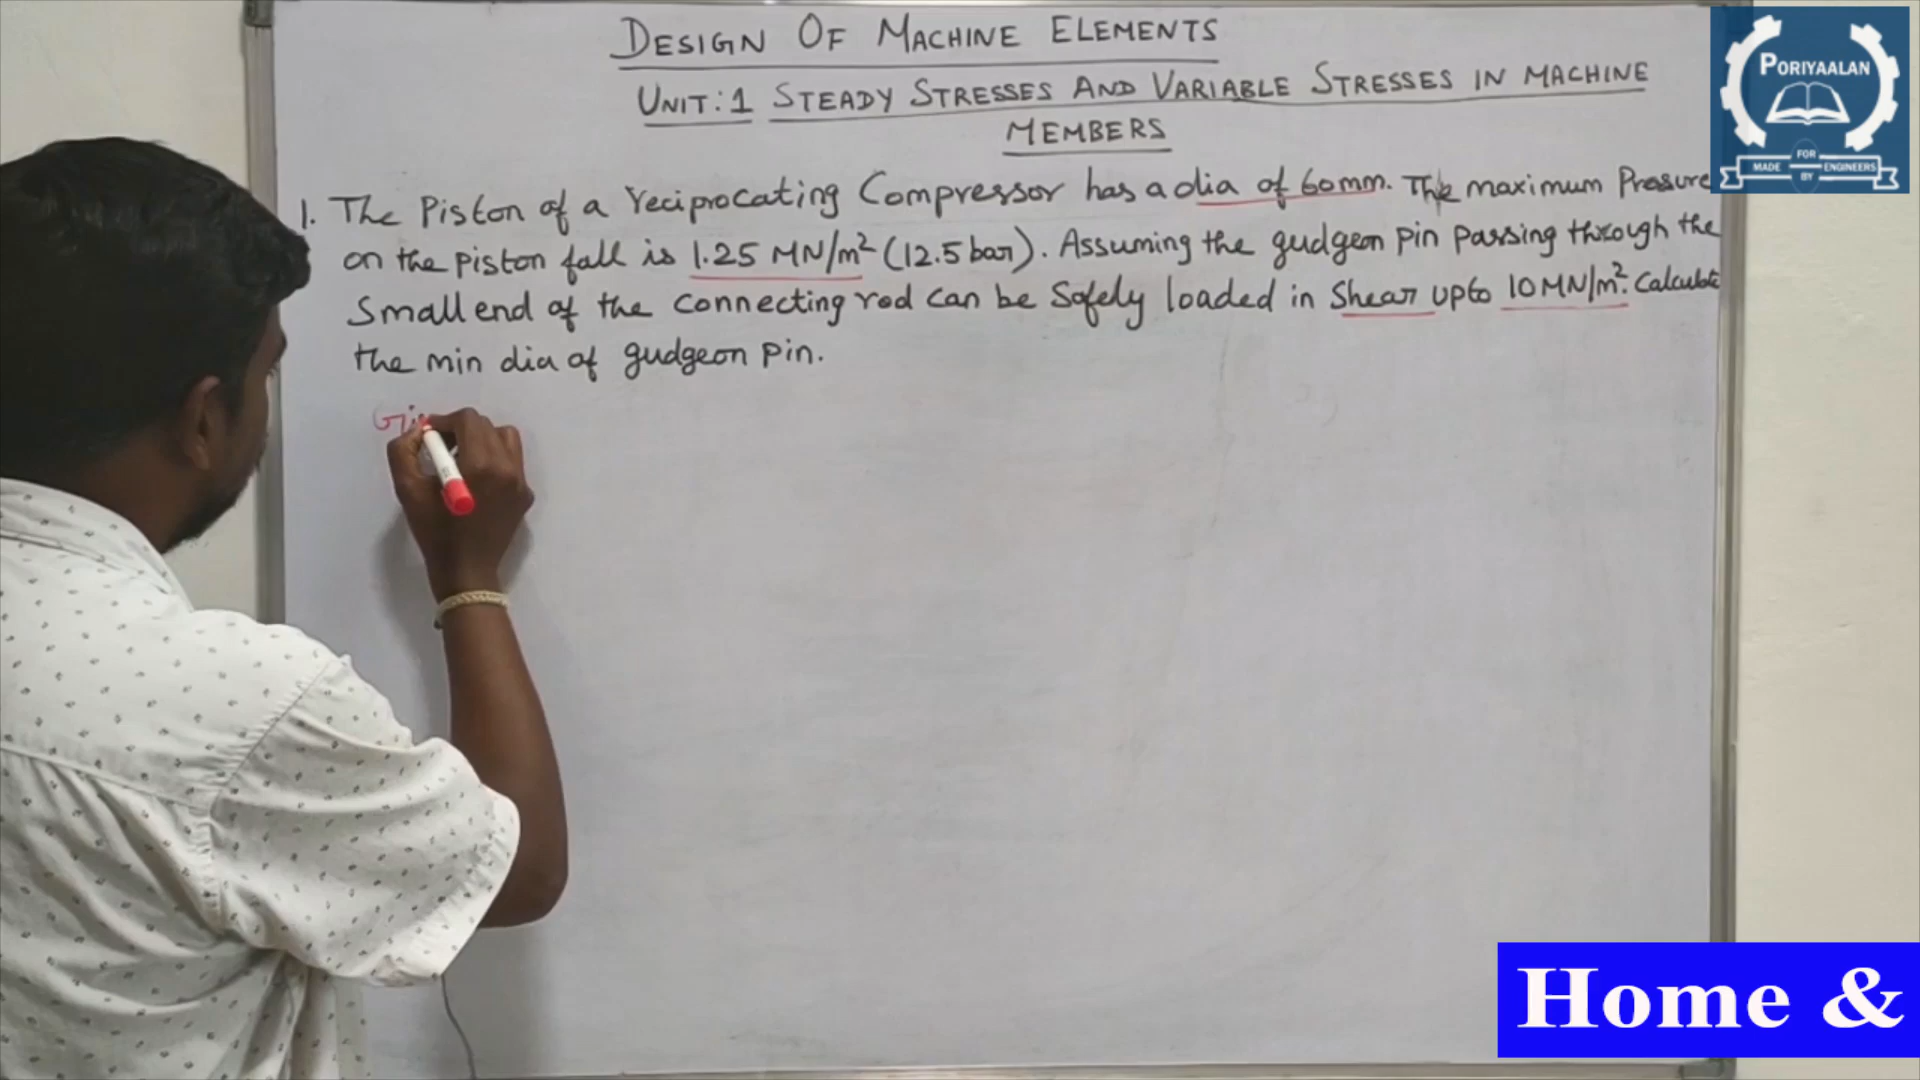 DESIGN OF MACHINE ELEMENTS
UNIT:1 STEADY STRESSES AND VARIABLE STRESSES IN MACHINE
MEMBERS
1. The Piston of a reciprocating Compressor has a dia of 60mm. The maximum Presure
on the piston fall is 1.25 MN/m² (12.5 bar). Assuming the gudgeon pin passing through the
Small end of the connecting rod can be Safely loaded in Shear upto 10 MN/m². Calculate
the min dia of gudgeon pin.
Gi
PORIYAALAN
MADE FOR BY ENGINEERS
Home &